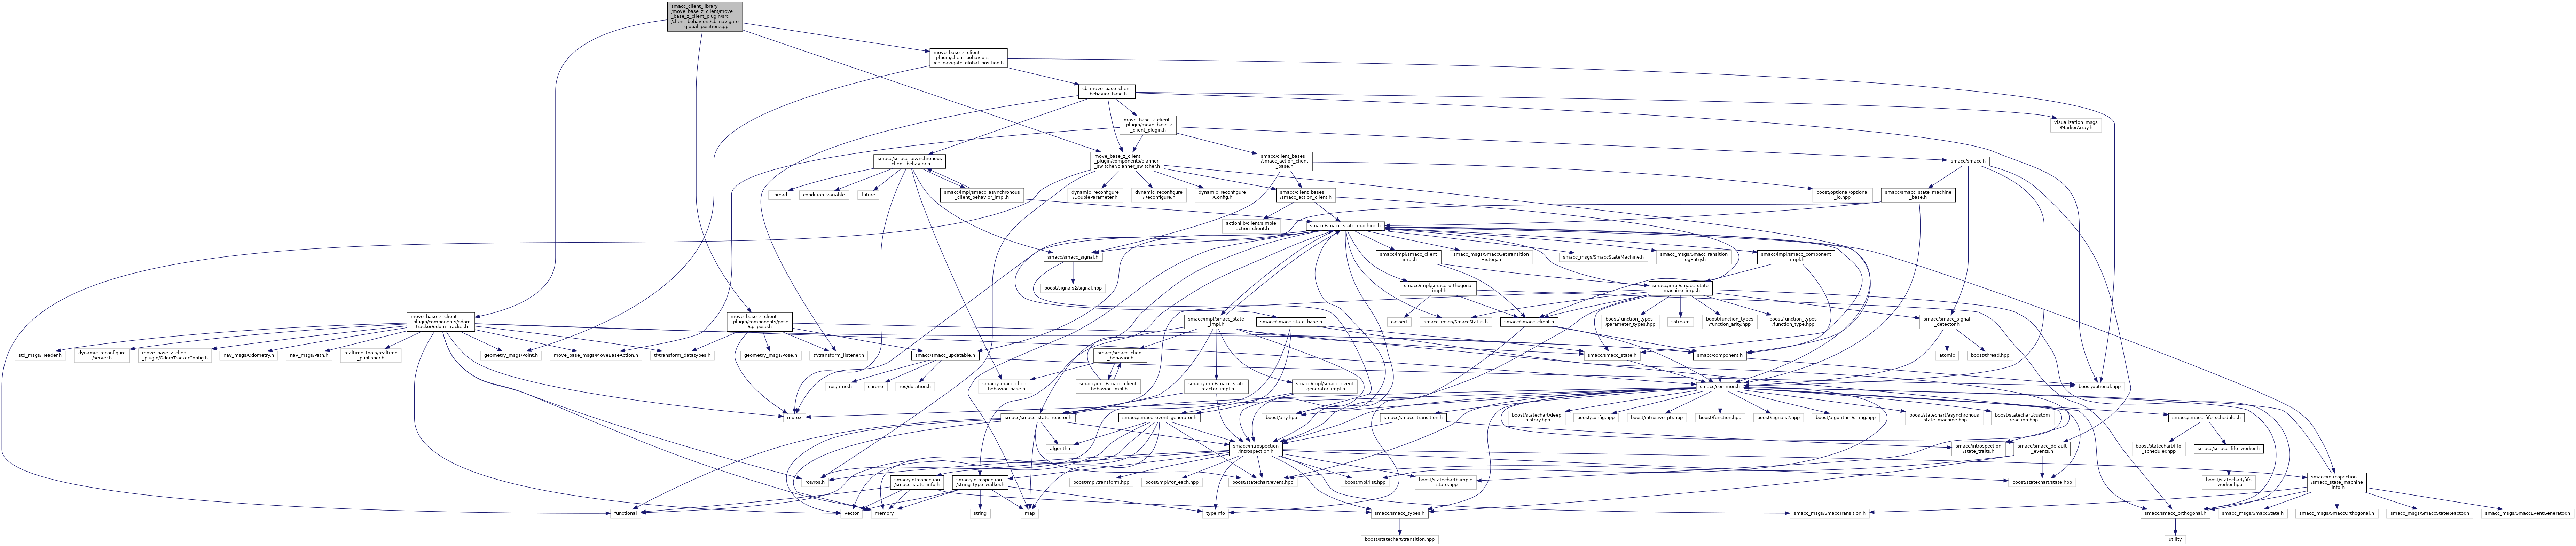 smacc_client_library
/move_base_z_client/move
_base_z_client_plugin/src
/client_behaviors/cb_navigate
_global_position.cpp
move_base_z_client
_plugin/client_behaviors
/cb_navigate_global_position.h
cb_move_base_client
_behavior_base.h
move_base_z_client
_plugin/move_base_z
_client_plugin.h
visualization_msgs
/MarkerArray.h
smacc/smacc_asynchronous
_client_behavior.h
move_base_z_client
_plugin/components/planner
_switcher/planner_switcher.h
smacc/client_bases
/smacc_action_client
_base.h
smacc/smacc.h
thread
condition_variable
future
smacc/impl/smacc_asynchronous
_client_behavior_impl.h
dynamic_reconfigure
/DoubleParameter.h
dynamic_reconfigure
/Reconfigure.h
dynamic_reconfigure
/Config.h
smacc/client_bases
/smacc_action_client.h
boost/optional/optional
_io.hpp
smacc/smacc_state_machine
_base.h
actionlib/client/simple
_action_client.h
smacc/smacc_state_machine.h
smacc/smacc_signal.h
smacc/impl/smacc_client
_impl.h
smacc_msgs/SmaccGetTransition
History.h
smacc_msgs/SmaccStateMachine.h
smacc_msgs/SmaccTransition
LogEntry.h
smacc/impl/smacc_component
_impl.h
boost/signals2/signal.hpp
smacc/impl/smacc_orthogonal
_impl.h
smacc/impl/smacc_state
_machine_impl.h
move_base_z_client
_plugin/components/odom
_tracker/odom_tracker.h
move_base_z_client
_plugin/components/pose
/cp_pose.h
smacc/impl/smacc_state
_impl.h
smacc/smacc_state_base.h
cassert
smacc_msgs/SmaccStatus.h
smacc/smacc_client.h
boost/function_types
/parameter_types.hpp
sstream
boost/function_types
/function_arity.hpp
boost/function_types
/function_type.hpp
smacc/smacc_signal
_detector.h
std_msgs/Header.h
dynamic_reconfigure
/server.h
move_base_z_client
_plugin/OdomTrackerConfig.h
nav_msgs/Odometry.h
nav_msgs/Path.h
realtime_tools/realtime
_publisher.h
geometry_msgs/Point.h
move_base_msgs/MoveBaseAction.h
tf/transform_datatypes.h
geometry_msgs/Pose.h
tf/transform_listener.h
smacc/smacc_updatable.h
smacc/smacc_client
_behavior.h
smacc/smacc_state.h
smacc/component.h
atomic
boost/thread.hpp
ros/time.h
chrono
ros/duration.h
smacc/smacc_client
_behavior_base.h
smacc/impl/smacc_client
_behavior_impl.h
smacc/impl/smacc_state
_reactor_impl.h
smacc/impl/smacc_event
_generator_impl.h
smacc/common.h
boost/optional.hpp
mutex
smacc/smacc_state_reactor.h
smacc/smacc_event_generator.h
boost/any.hpp
smacc/smacc_transition.h
boost/statechart/deep
_history.hpp
boost/config.hpp
boost/intrusive_ptr.hpp
boost/function.hpp
boost/signals2.hpp
boost/algorithm/string.hpp
boost/statechart/asynchronous
_state_machine.hpp
boost/statechart/custom
_reaction.hpp
smacc/smacc_fifo_scheduler.h
algorithm
smacc/introspection
/introspection.h
smacc/introspection
/state_traits.h
smacc/smacc_default
_events.h
boost/statechart/fifo
_scheduler.hpp
smacc/smacc_fifo_worker.h
ros/ros.h
smacc/introspection
/smacc_state_info.h
smacc/introspection
/string_type_walker.h
boost/mpl/transform.hpp
boost/mpl/for_each.hpp
boost/statechart/event.hpp
boost/mpl/list.hpp
boost/statechart/simple
_state.hpp
boost/statechart/state.hpp
boost/statechart/fifo
_worker.hpp
smacc/introspection
/smacc_state_machine
_info.h
functional
vector
memory
string
map
typeinfo
smacc/smacc_types.h
smacc_msgs/SmaccTransition.h
smacc/smacc_orthogonal.h
smacc_msgs/SmaccState.h
smacc_msgs/SmaccOrthogonal.h
smacc_msgs/SmaccStateReactor.h
smacc_msgs/SmaccEventGenerator.h
boost/statechart/transition.hpp
utility